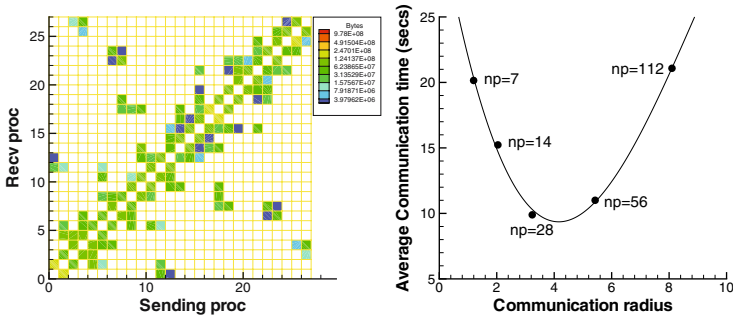 Bytes
9.78E+08
4.91504E+08
2.4701E+08
1.24137E+08
6.23865E+07
3.13529E+07
1.57567E+07
7.91871E+06
3.97962E+06
25
20
15
10
5
0
Recv proc
0 10 20
Sending proc
25
20
15
10
5
Average Communication time (secs)
np=7
np=112
np=14
np=56
np=28
0 2 4 6 8 10
Communication radius